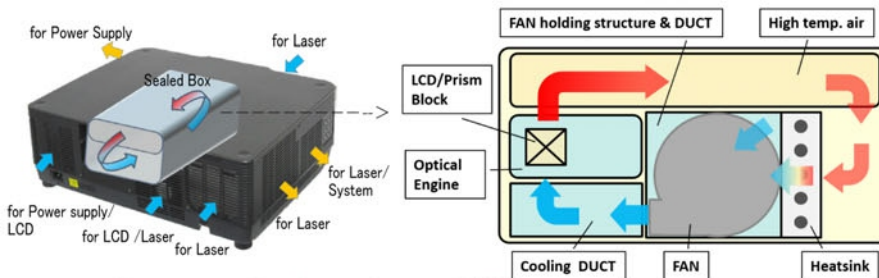 for Power Supply
for Laser
Sealed Box
for Laser/
System
for Laser
for Power supply/
LCD
for LCD /Laser
for Laser
FAN holding structure & DUCT
High temp. air
LCD/Prism
Block
Optical
Engine
Cooling DUCT
FAN
Heatsink